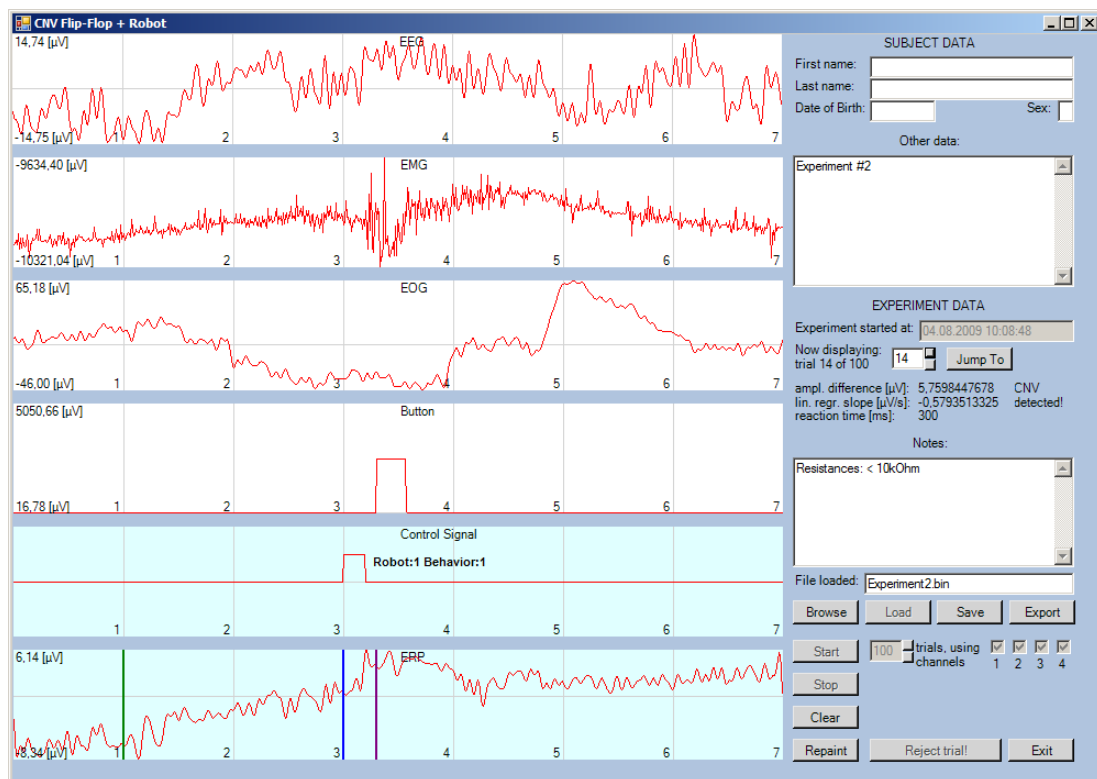 CNV Flip-Flop + Robot
14,74 [µV]
EEG
-14,75 [µV]
1 2 3 4 5 6 7
-9634,40 [µV]
EMG
-10321,04 [µV]
1 2 3 4 5 6 7
65,18 [µV]
EOG
-46,00 [µV]
1 2 3 4 5 6 7
5050,66 [µV]
Button
16,78 [µV]
1 2 3 4 5 6 7
Control Signal
Robot:1 Behavior:1
1 2 3 4 5 6 7
6,14 [µV]
ERP
-8,34 [µV]
1 2 3 4 5 6 7
SUBJECT DATA
First name:
Last name:
Date of Birth: Sex:
Other data:
Experiment #2
EXPERIMENT DATA
Experiment started at: 04.08.2009 10:08:48
Now displaying:
trial 14 of 100 14 Jump To
ampl. difference [µV]: 5,7598447678 CNV
lin. regr. slope [µV/s]: -0,5793513325 detected!
reaction time [ms]: 300
Notes:
Resistances: < 10kOhm
File loaded: Experiment2.bin
Browse Load Save Export
Start 100 trials, using
channels 1 2 3 4
Stop
Clear
Repaint Reject trial! Exit